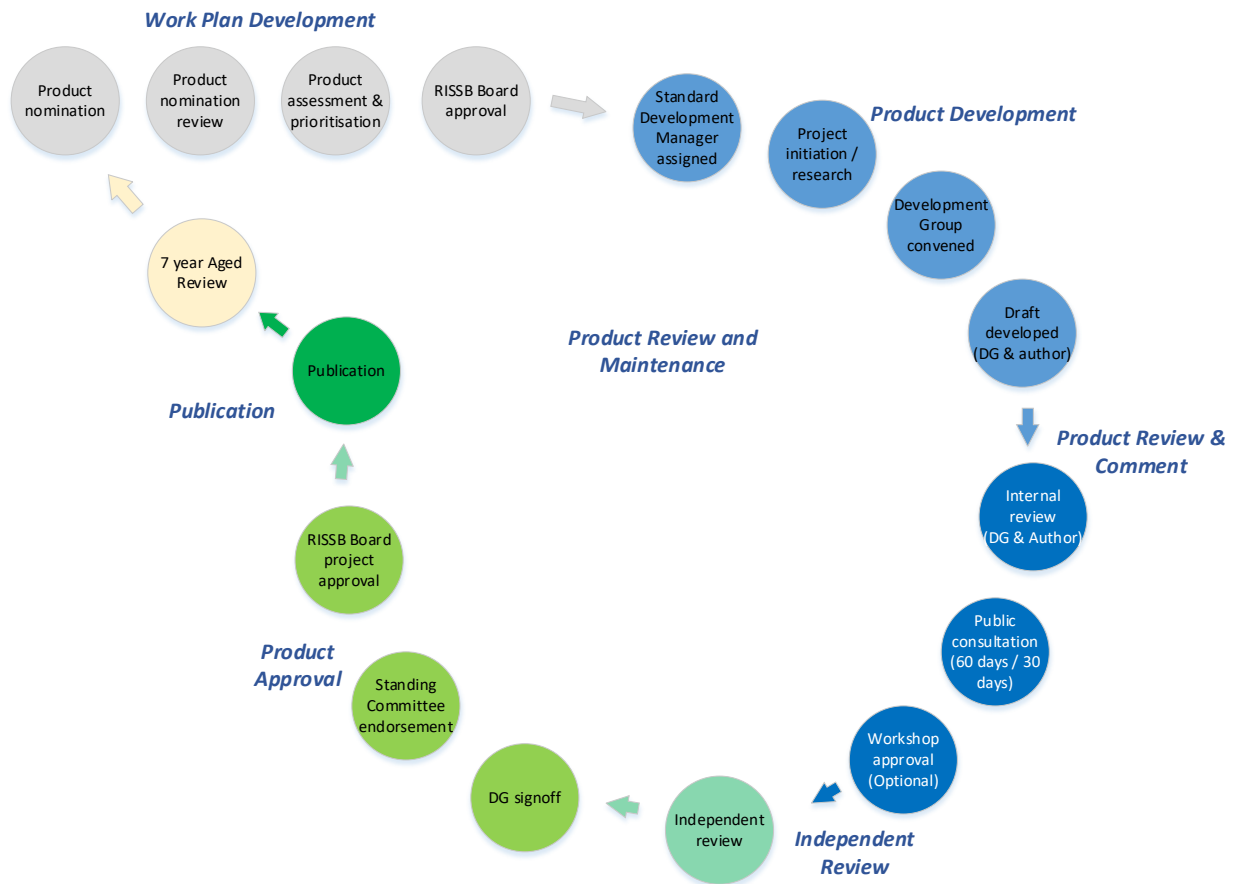 Work Plan Development
Product
nomination
Product
nomination
review
Product
assessment &
prioritisation
RISSB Board
approval
Standard
Development
Manager
assigned
Product Development
Project
initiation /
research
Development
Group
convened
Draft
developed
(DG & author)
Product Review &
Comment
Internal
review
(DG & Author)
Public
consultation
(60 days / 30
days)
Workshop
approval
(Optional)
Independent
Review
Independent
review
DG signoff
Standing
Committee
endorsement
Product
Approval
RISSB Board
project
approval
Publication
Publication
7 year Aged
Review
Product Review and
Maintenance